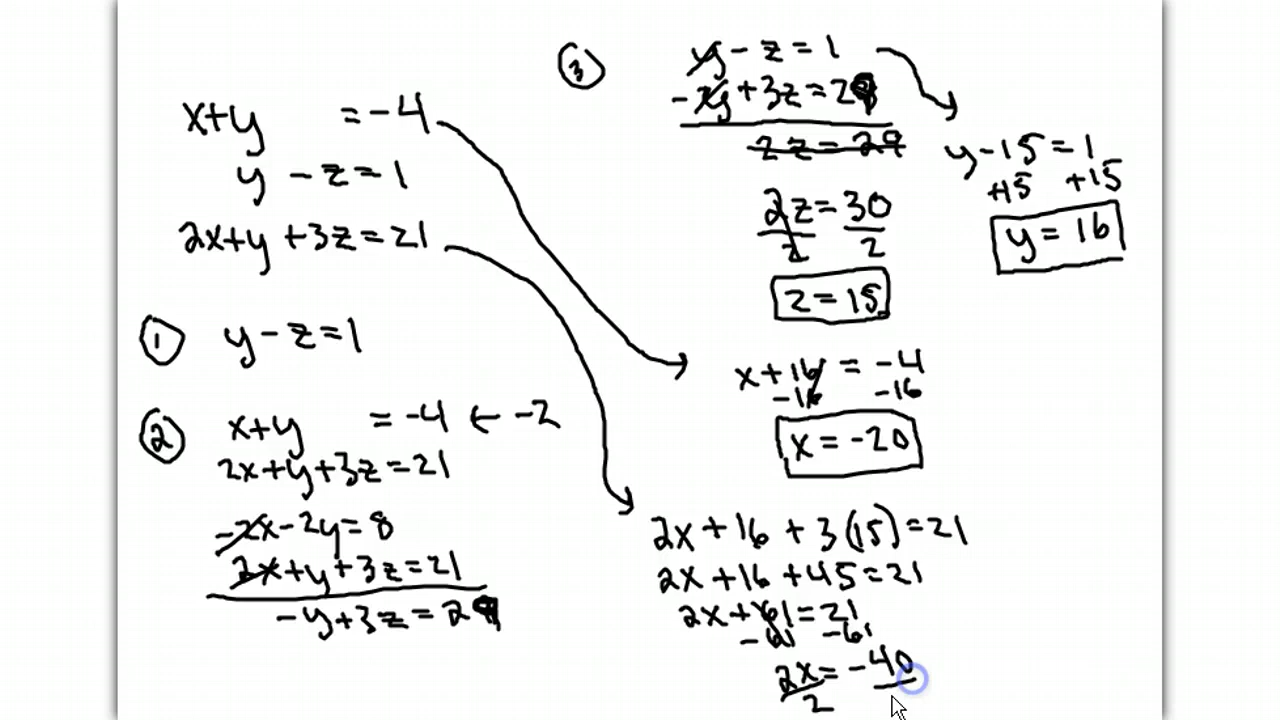 x+y = -4
y - z = 1
2x+y +3z = 21
① y - z = 1
② x+y = -4 ← -2
2x+y+3z = 21
-2x-2y = 8
2x+y+3z = 21
-y+3z = 29
③ y - z = 1
-y +3z = 29
2z = 29
2z = 30
2 2
z = 15
y - 15 = 1
+15 +15
y = 16
x+16 = -4
-16 -16
x = -20
2x + 16 + 3(15) = 21
2x +16 +45 = 21
2x + 61 = 21
-61 -61
2x = -40
2